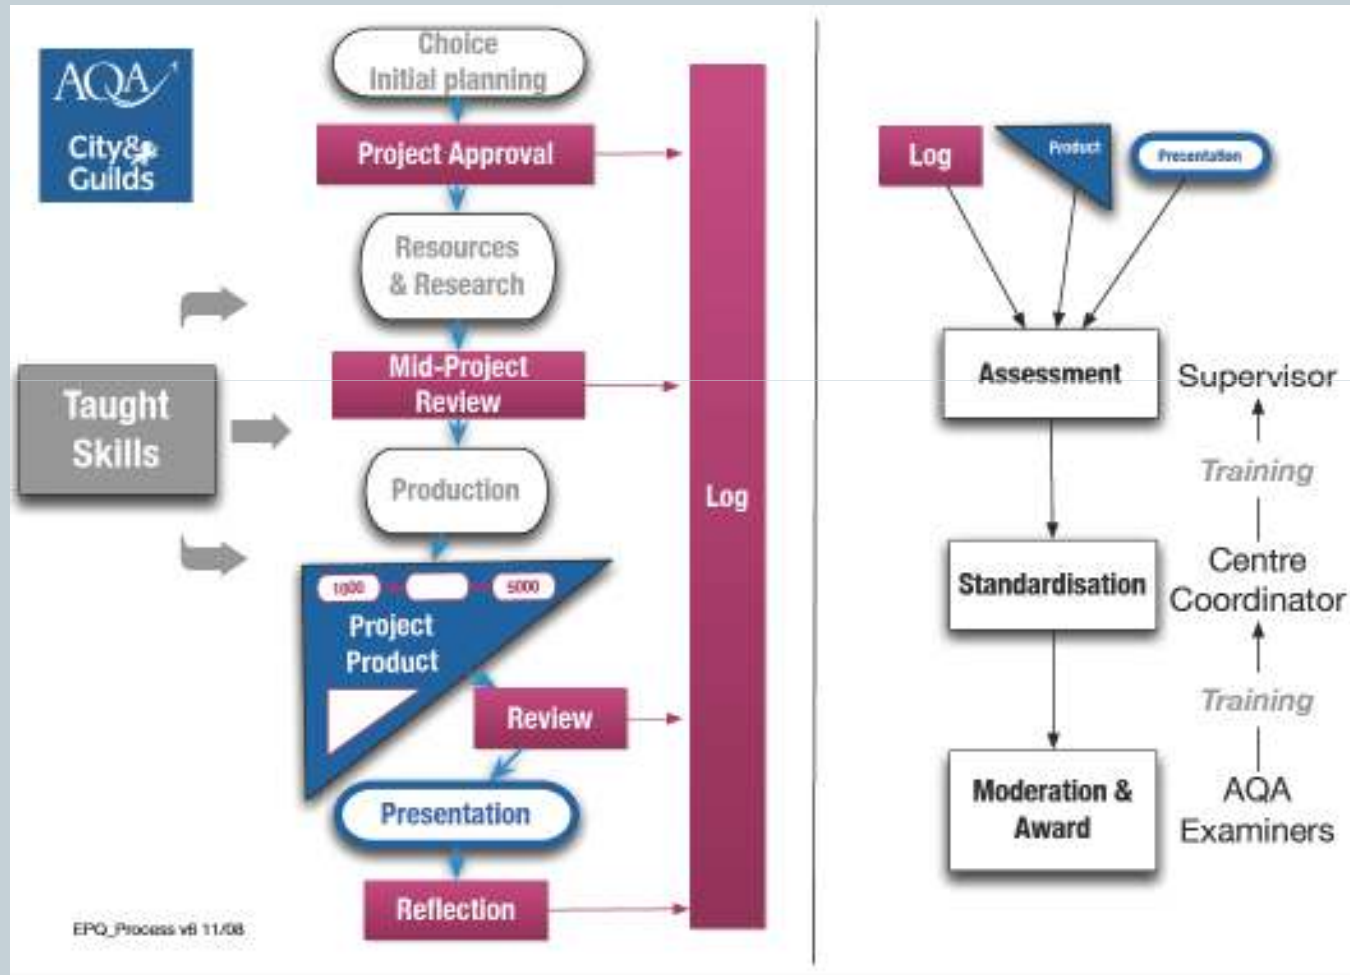 AQA
City&
Guilds
Choice
Initial planning
Project Approval
Resources
& Research
Mid-Project
Review
Taught
Skills
Production
1000
5000
Project
Product
Review
Presentation
Reflection
Log
EPQ_Process v6 11/08
Log
Product
Presentation
Assessment
Supervisor
Training
Standardisation
Centre
Coordinator
Training
Moderation &
Award
AQA
Examiners